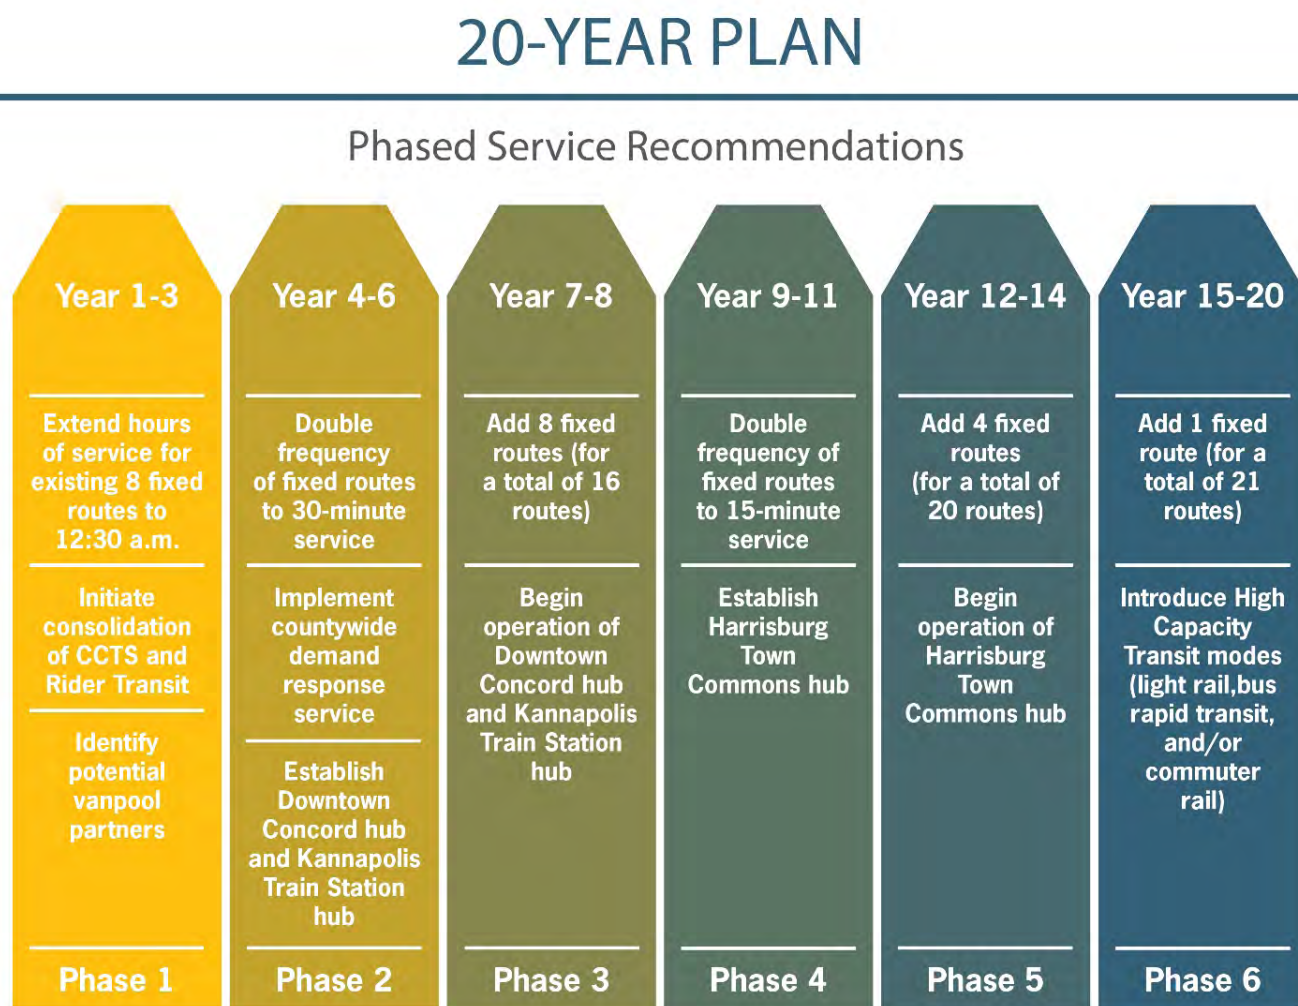 20-YEAR PLAN
Phased Service Recommendations
Year 1-3
Extend hours
of service for
existing 8 fixed
routes to
12:30 a.m.
Initiate
consolidation
of CCTS and
Rider Transit
Identify
potential
vanpool
partners
Phase 1
Year 4-6
Double
frequency
of fixed routes
to 30-minute
service
Implement
countywide
demand
response
service
Establish
Downtown
Concord hub
and Kannapolis
Train Station
hub
Phase 2
Year 7-8
Add 8 fixed
routes (for
a total of 16
routes)
Begin
operation of
Downtown
Concord hub
and Kannapolis
Train Station
hub
Phase 3
Year 9-11
Double
frequency of
fixed routes
to 15-minute
service
Establish
Harrisburg
Town
Commons hub
Phase 4
Year 12-14
Add 4 fixed
routes
(for a total of
20 routes)
Begin
operation of
Harrisburg
Town
Commons hub
Phase 5
Year 15-20
Add 1 fixed
route (for a
total of 21
routes)
Introduce High
Capacity
Transit modes
(light rail,bus
rapid transit,
and/or
commuter
rail)
Phase 6